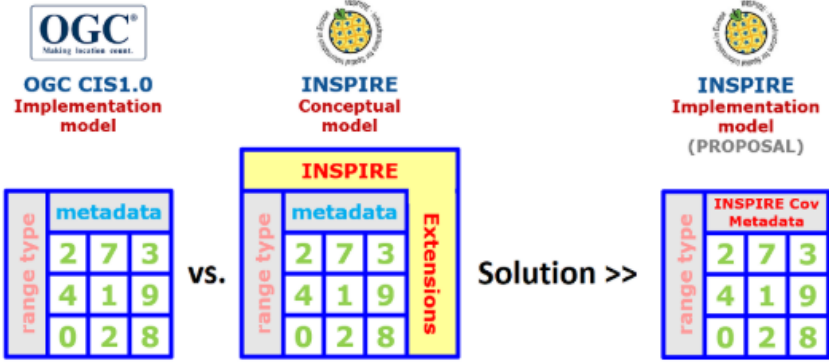 OGC®
Making location count.
OGC CIS1.0
Implementation
model
range type
metadata
2 7 3
4 1 9
0 2 8
vs.
INSPIRE
Conceptual
model
INSPIRE
Extensions
range type
metadata
2 7 3
4 1 9
0 2 8
Solution >>
INSPIRE
Implementation
model
(PROPOSAL)
range type
INSPIRE Cov
Metadata
2 7 3
4 1 9
0 2 8